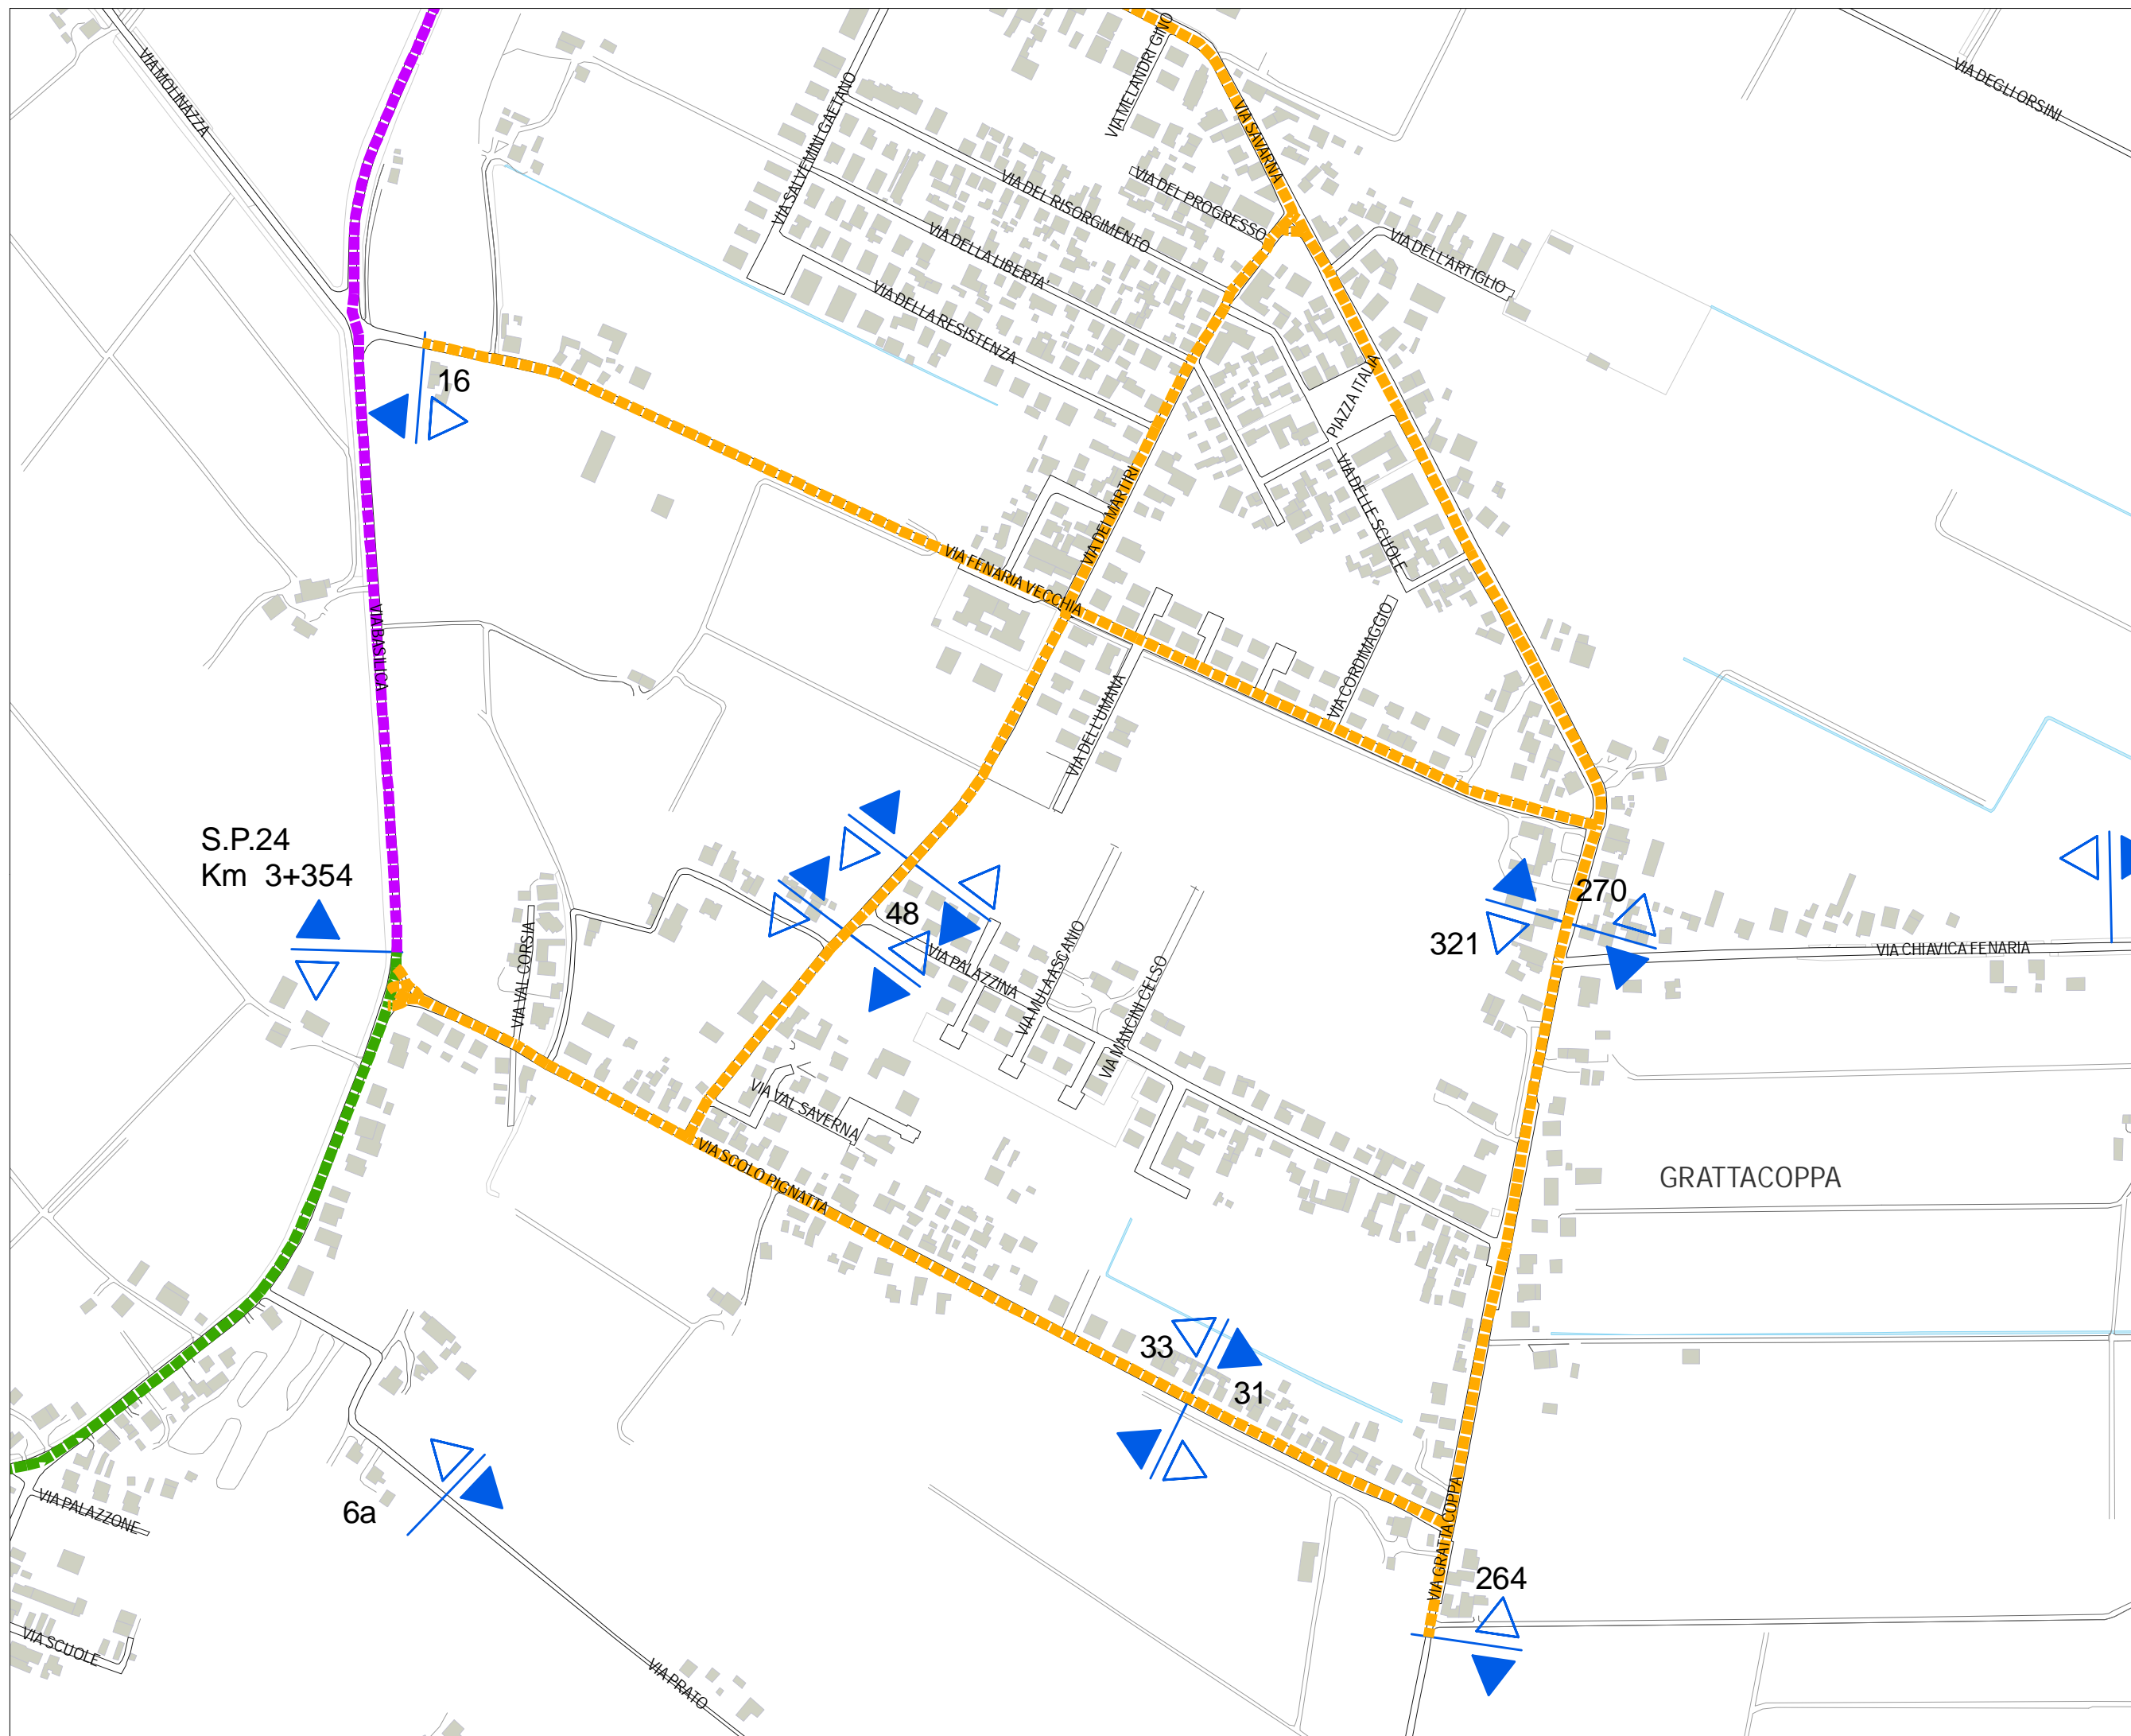 VIA MOLINAZZA
VIA MELANDRI GINO
VIA DEGLI ORSINI
VIA SAVARNA
VIA SALVEMINI GAETANO
VIA DEL RISORGIMENTO
VIA DEL PROGRESSO
VIA DELLA LIBERTA'
VIA DELL'ARTIGLIO
VIA DELLA RESISTENZA
16
PIAZZA ITALIA
VIA DEI MARTIRI
VIA DELLE SCUOLE
VIA FENARIA VECCHIA
VIA BASILICA
VIA CORDIMAGGIO
VIA DELL'UMANA
S.P.24
Km 3+354
48
270
321
VIA CHIAVICA FENARIA
VIA VAL CORSIA
VIA PALAZZINA
VIA MULA ASCANIO
VIA MANCINI CELSO
VIA VAL SAVERNA
VIA SCOLO PIGNATTA
GRATTACOPPA
33
31
6a
VIA PALAZZONE
VIA GRATTACOPPA
264
VIA SCUOLE
VIA PRATO